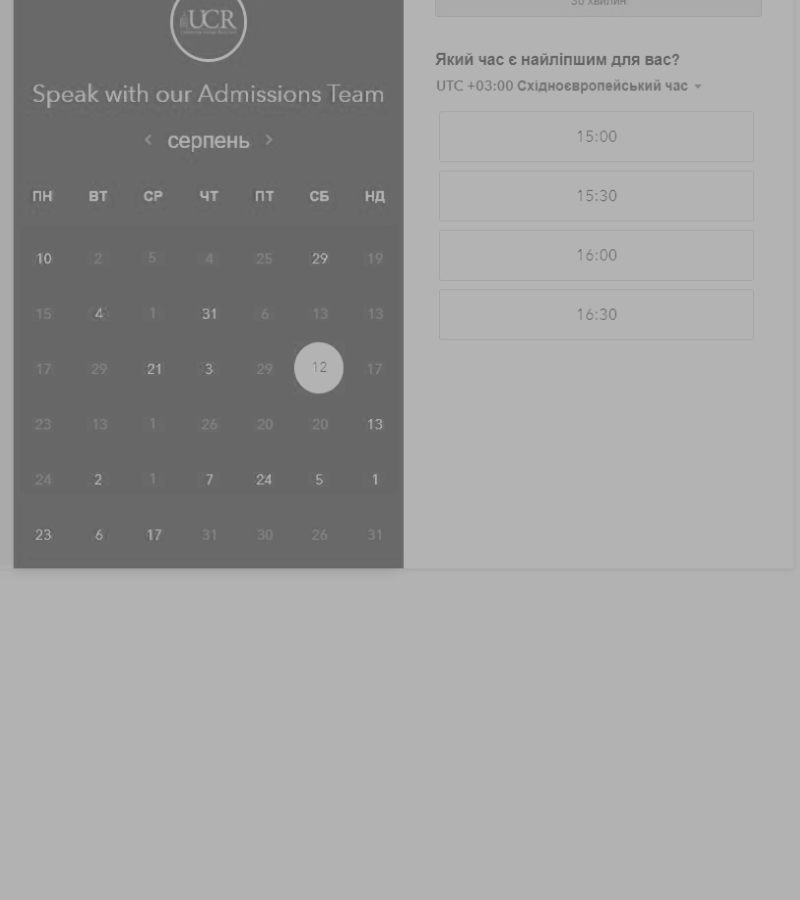 UCR
Speak with our Admissions Team
серпень
ПН ВТ СР ЧТ ПТ СБ НД
10 2 5 4 25 29 19
15 4 1 31 6 13 13
17 29 21 3 29 12 17
23 13 1 26 20 20 13
24 2 1 7 24 5 1
23 6 17 31 30 26 31
30 хвилин
Який час є найліпшим для вас?
UTC +03:00 Східноєвропейський час
15:00
15:30
16:00
16:30